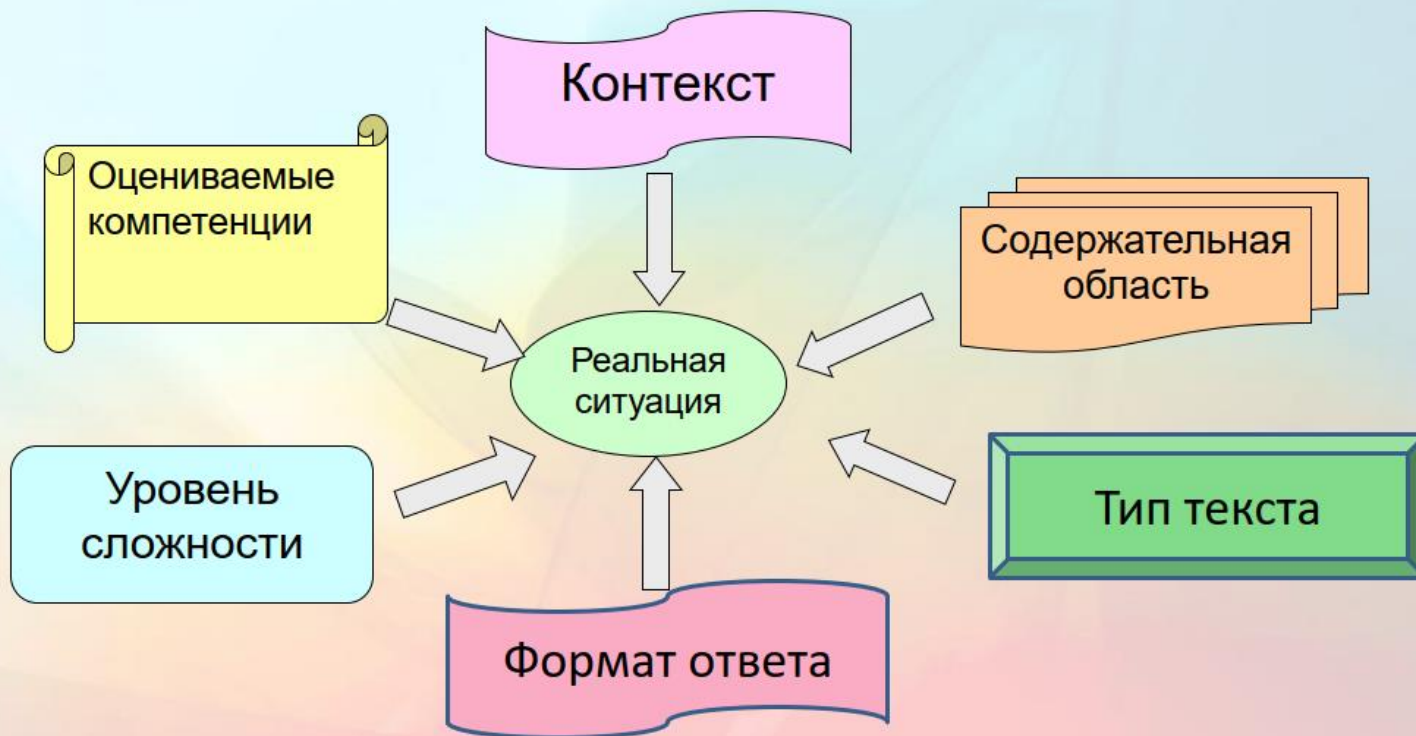 Контекст
Оцениваемые
компетенции
Содержательная
область
Реальная
ситуация
Уровень
сложности
Тип текста
Формат ответа